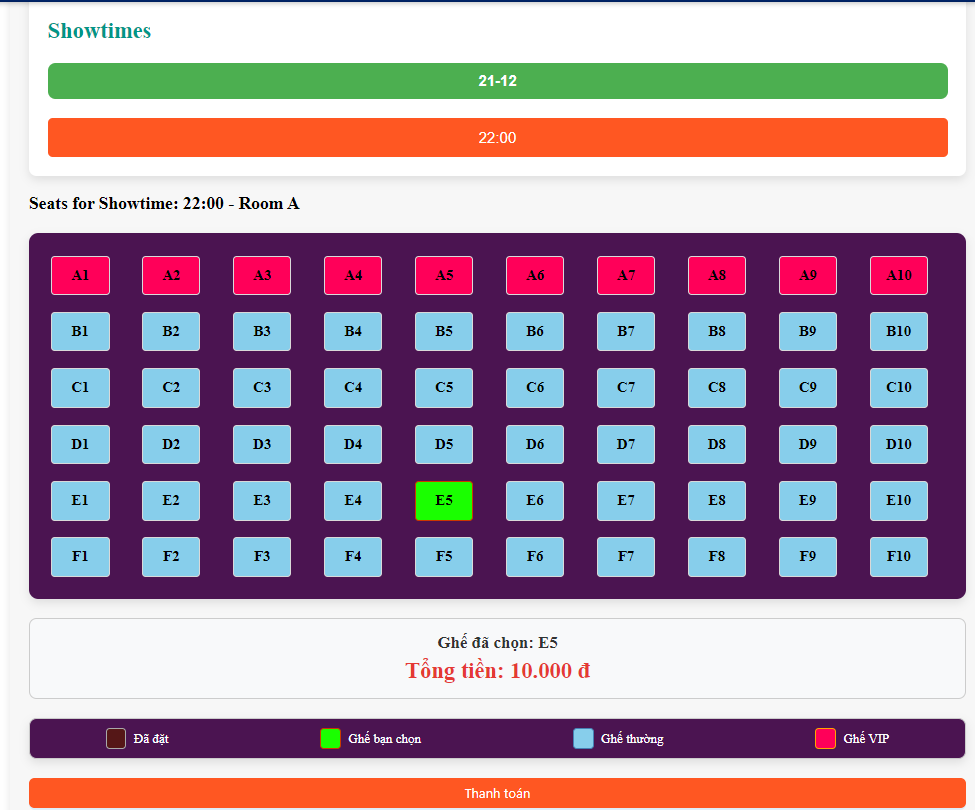 Showtimes
21-12
22:00
Seats for Showtime: 22:00 - Room A
A1 A2 A3 A4 A5 A6 A7 A8 A9 A10
B1 B2 B3 B4 B5 B6 B7 B8 B9 B10
C1 C2 C3 C4 C5 C6 C7 C8 C9 C10
D1 D2 D3 D4 D5 D6 D7 D8 D9 D10
E1 E2 E3 E4 E5 E6 E7 E8 E9 E10
F1 F2 F3 F4 F5 F6 F7 F8 F9 F10
Ghế đã chọn: E5
Tổng tiền: 10.000 đ
Đã đặt Ghế bạn chọn Ghế thường Ghế VIP
Thanh toán